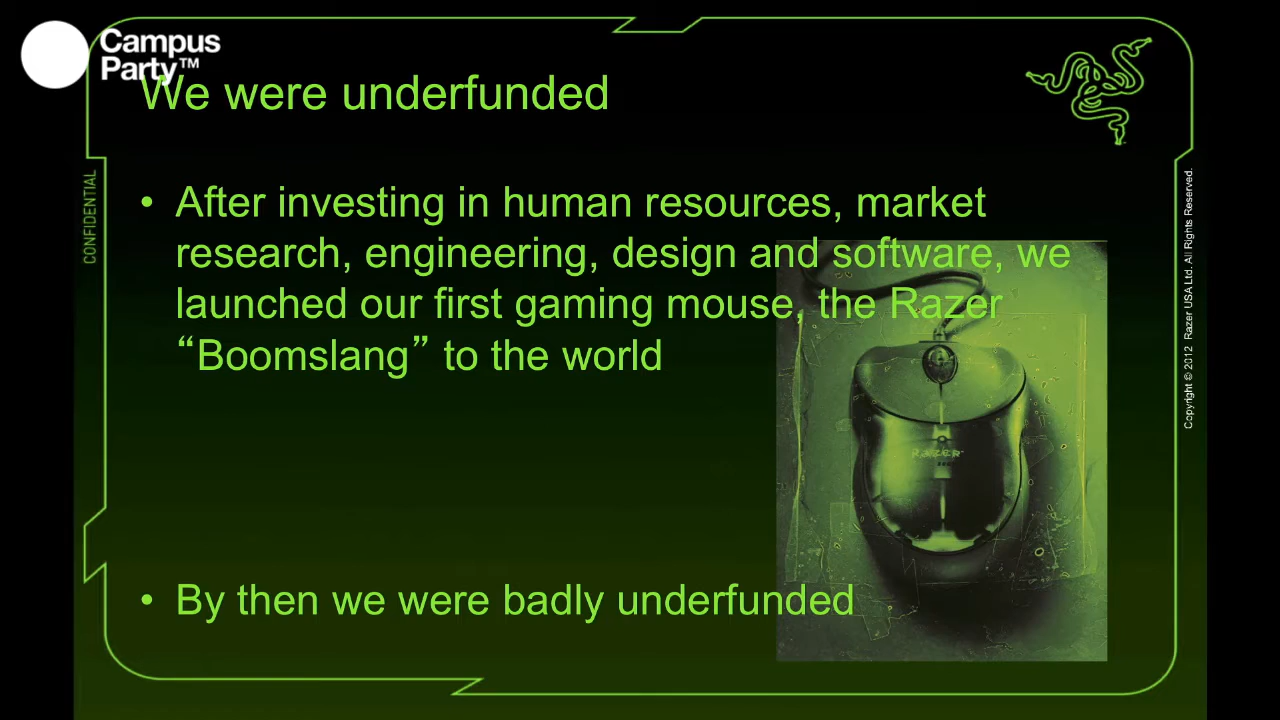 Campus
Party™
We were underfunded
CONFIDENTIAL
• After investing in human resources, market
research, engineering, design and software, we
launched our first gaming mouse, the Razer
“Boomslang” to the world
RAZER
• By then we were badly underfunded
Copyright © 2012 Razer USA Ltd. All Rights Reserved.